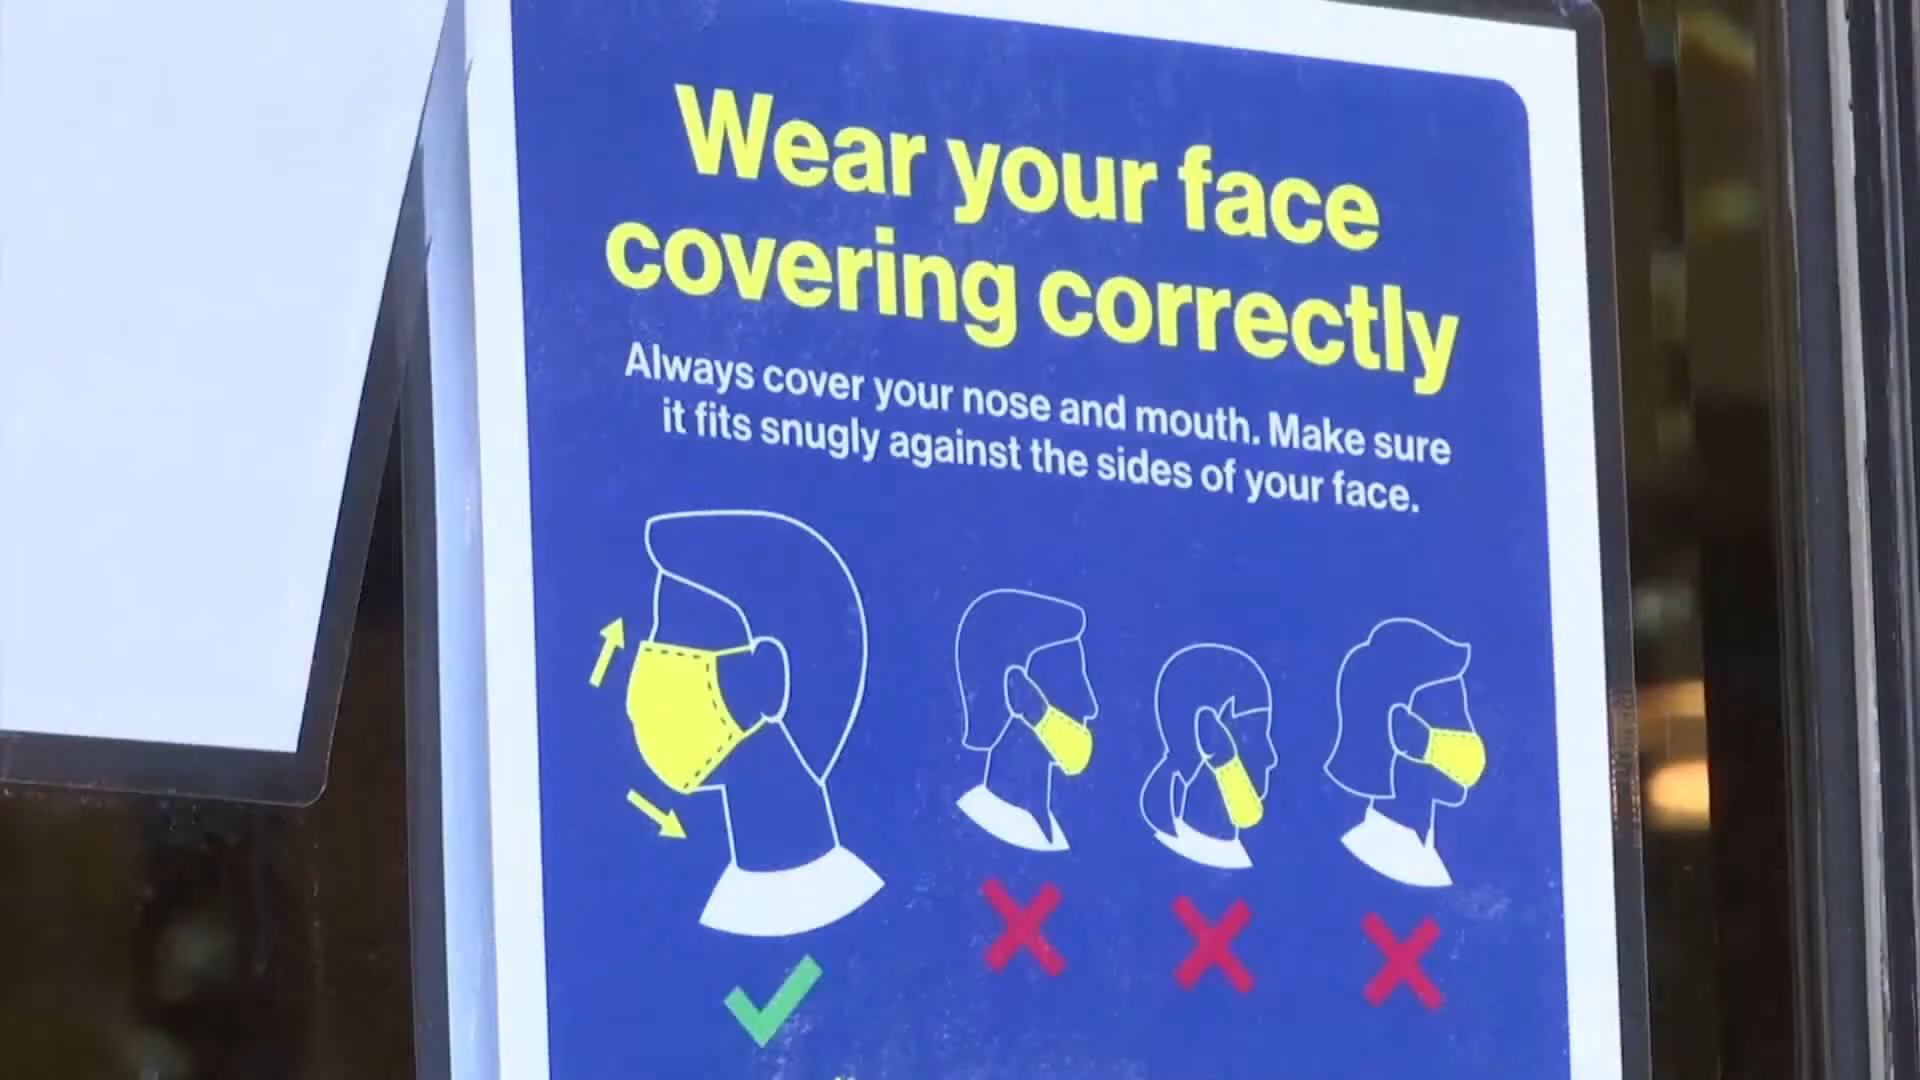 Wear your face
covering correctly
Always cover your nose and mouth. Make sure
it fits snugly against the sides of your face.